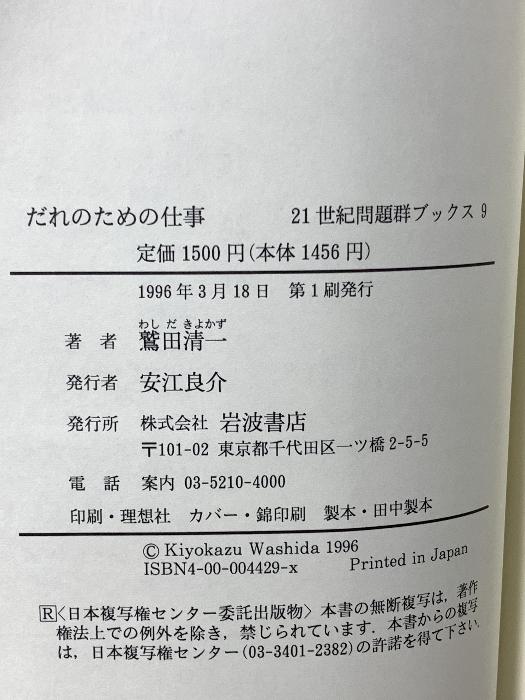 だれのための仕事 21世紀問題群ブックス 9
定価1500円(本体1456円)
1996年3月18日 第1刷発行
わしだきよかず
著者 鷲田清一
発行者 安江良介
発行所 株式会社 岩波書店
〒101-02 東京都千代田区一ツ橋2-5-5
電話 案内 03-5210-4000
印刷・理想社 カバー・錦印刷 製本・田中製本
© Kiyokazu Washida 1996
ISBN4-00-004429-x Printed in Japan
R〈日本複写権センター委託出版物〉本書の無断複写は，著作
権法上での例外を除き，禁じられています．本書からの複写
は，日本複写権センター(03-3401-2382)の許諾を得て下さい．